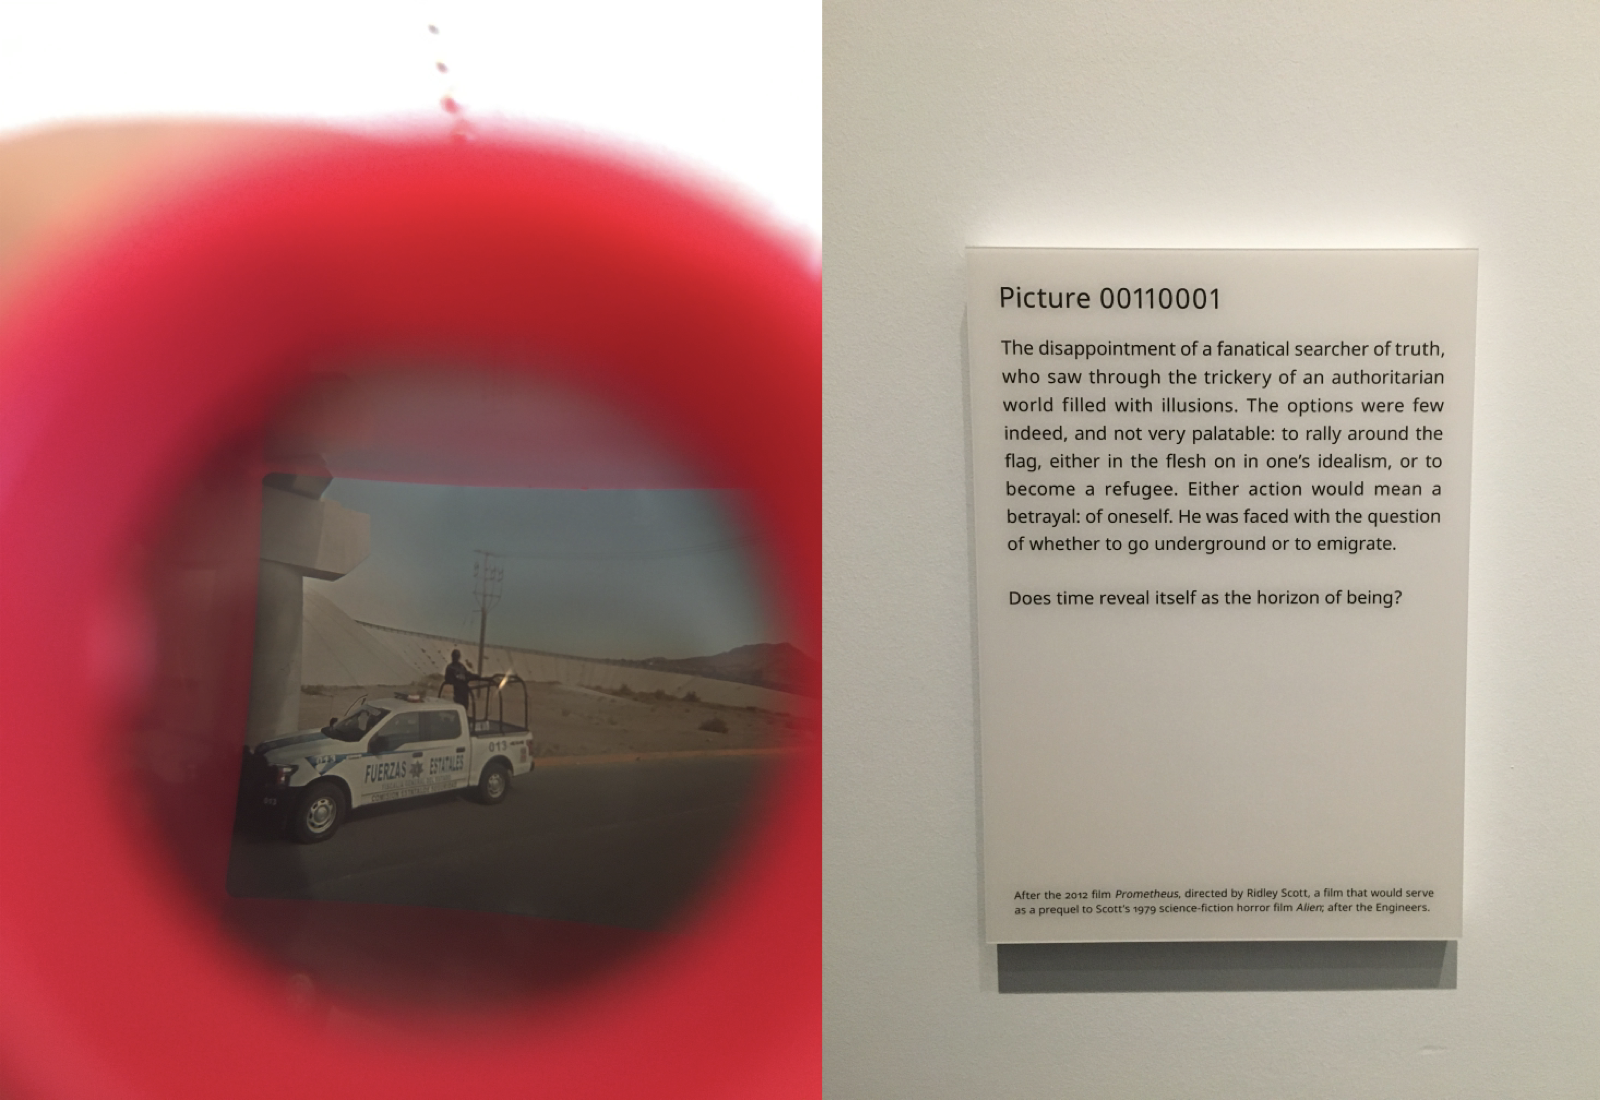 FUERZAS ESTATALES
013
Picture 00110001
The disappointment of a fanatical searcher of truth,
who saw through the trickery of an authoritarian
world filled with illusions. The options were few
indeed, and not very palatable: to rally around the
flag, either in the flesh on in one's idealism, or to
become a refugee. Either action would mean a
betrayal: of oneself. He was faced with the question
of whether to go underground or to emigrate.
Does time reveal itself as the horizon of being?
After the 2012 film Prometheus, directed by Ridley Scott, a film that would serve
as a prequel to Scott's 1979 science-fiction horror film Alien; after the Engineers.